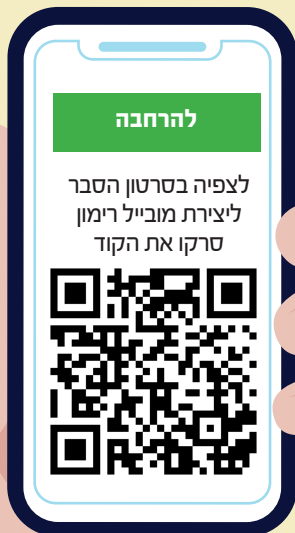 להרחבה
לצפיה בסרטון הסבר
ליצירת מובייל רימון
סרקו את הקוד